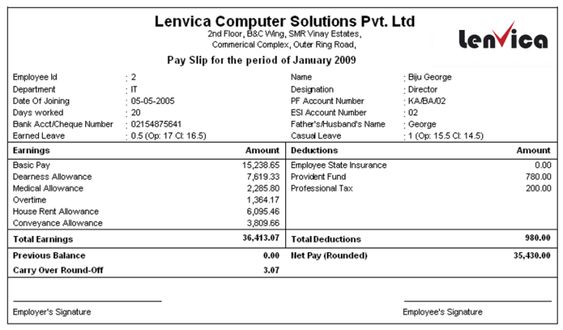 Lenvica Computer Solutions Pvt. Ltd
2nd Floor, B&C Wing, SMR Vinay Estates,
Commerical Complex, Outer Ring Road,
Lenvica
Pay Slip for the period of January 2009
Employee Id : 2 Name : Biju George
Department : IT Designation : Director
Date Of Joining : 05-05-2005 PF Account Number : KA/BA/02
Days worked : 20 ESI Account Number : 02
Bank Acct/Cheque Number : 02154875641 Father's/Husband's Name : George
Earned Leave : 0.5 (Op: 17 Cl: 16.5) Casual Leave : 1 (Op: 15.5 Cl: 14.5)
Earnings Amount Deductions Amount
Basic Pay 15,238.65 Employee State Insurance 0.00
Dearness Allowance 7,619.33 Provident Fund 780.00
Medical Allowance 2,285.80 Professional Tax 200.00
Overtime 1,364.17
House Rent Allowance 6,095.46
Conveyance Allowance 3,809.66
Total Earnings 36,413.07 Total Deductions 980.00
Previous Balance 0.00 Net Pay (Rounded) 35,430.00
Carry Over Round-Off 3.07
Employer's Signature Employee's Signature